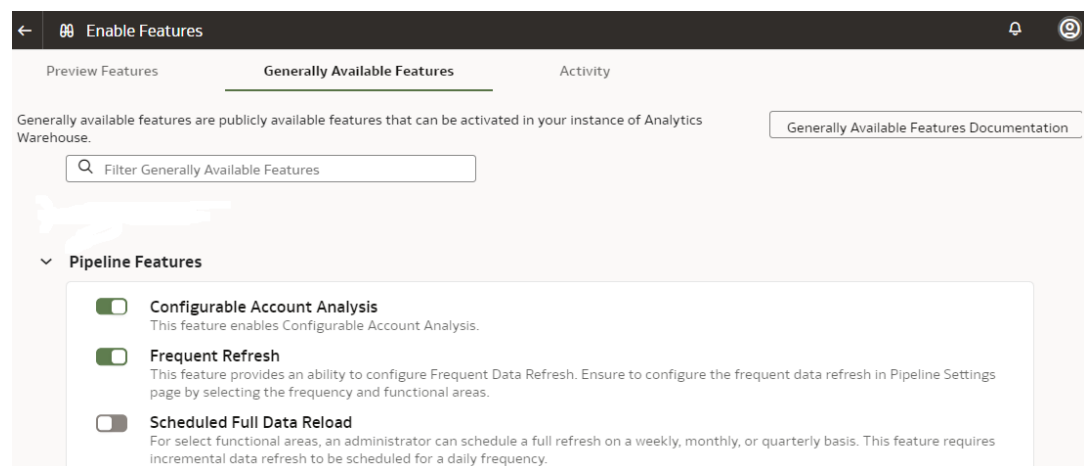 Enable Features
Preview Features
Generally Available Features
Activity
Generally available features are publicly available features that can be activated in your instance of Analytics
Warehouse.
Generally Available Features Documentation
Filter Generally Available Features
Pipeline Features
Configurable Account Analysis
This feature enables Configurable Account Analysis.
Frequent Refresh
This feature provides an ability to configure Frequent Data Refresh. Ensure to configure the frequent data refresh in Pipeline Settings
page by selecting the frequency and functional areas.
Scheduled Full Data Reload
For select functional areas, an administrator can schedule a full refresh on a weekly, monthly, or quarterly basis. This feature requires
incremental data refresh to be scheduled for a daily frequency.